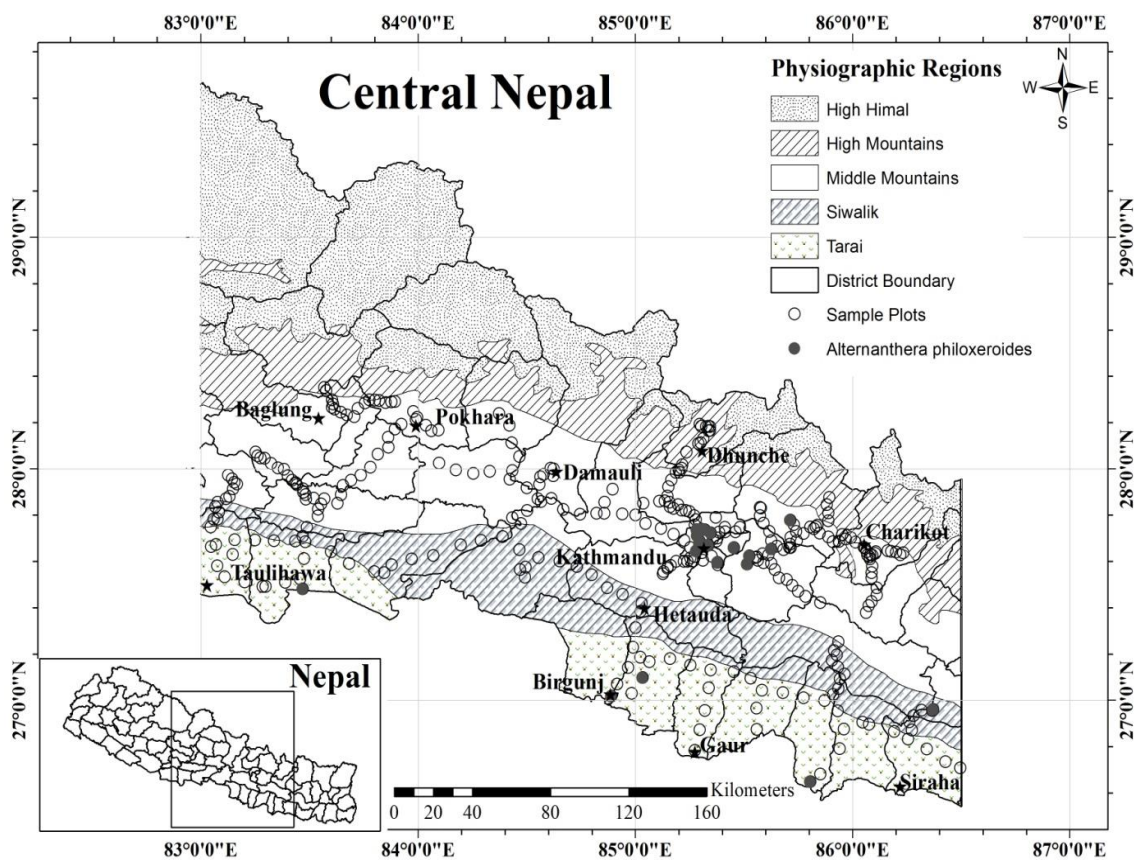 83°0'0"E 84°0'0"E 85°0'0"E 86°0'0"E 87°0'0"E
Central Nepal
Physiographic Regions
N
W E
S
High Himal
High Mountains
Middle Mountains
Siwalik
Tarai
District Boundary
Sample Plots
Alternanthera philoxeroides
29°0'0"N 29°0'0"N
28°0'0"N 28°0'0"N
27°0'0"N 27°0'0"N
Baglung
Pokhara
Dhunche
Damauli
Charikot
Kathmandu
Taulihawa
Hetauda
Birgunj
Gaur
Siraha
Nepal
Kilometers
0 10 20 40 80 120 160
83°0'0"E 84°0'0"E 85°0'0"E 86°0'0"E 87°0'0"E